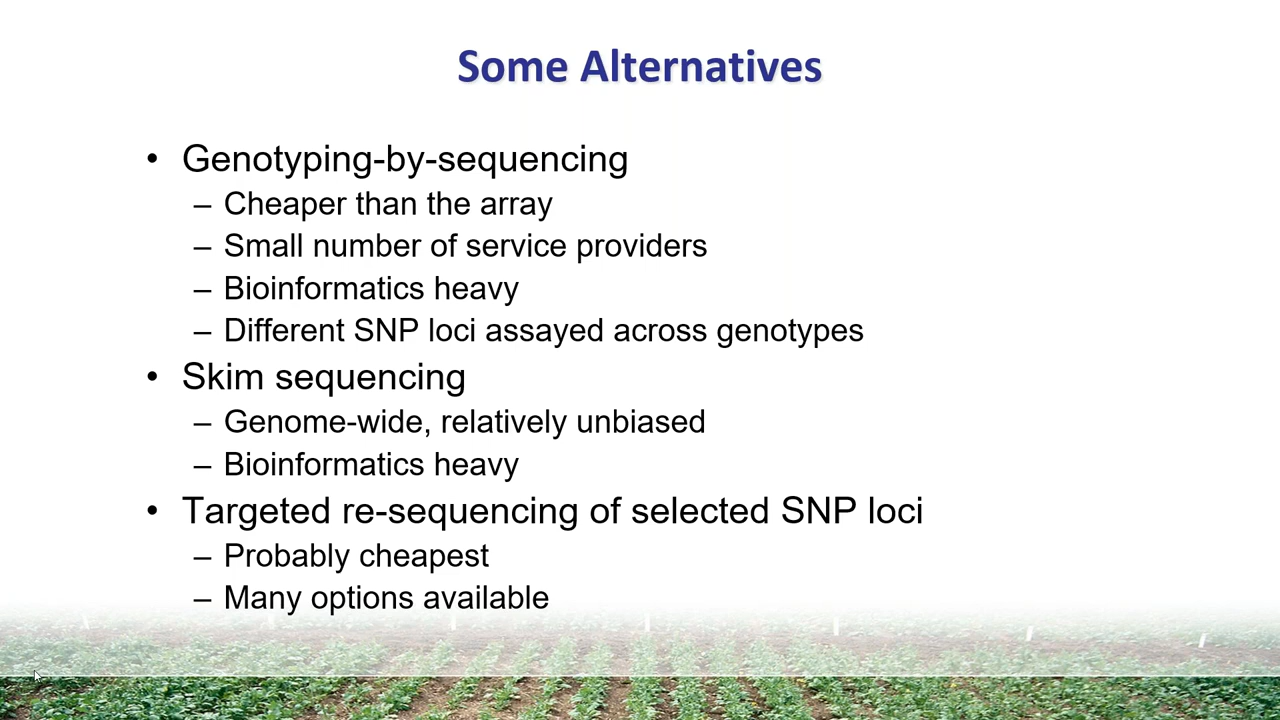 Some Alternatives
• Genotyping-by-sequencing
– Cheaper than the array
– Small number of service providers
– Bioinformatics heavy
– Different SNP loci assayed across genotypes
• Skim sequencing
– Genome-wide, relatively unbiased
– Bioinformatics heavy
• Targeted re-sequencing of selected SNP loci
– Probably cheapest
– Many options available